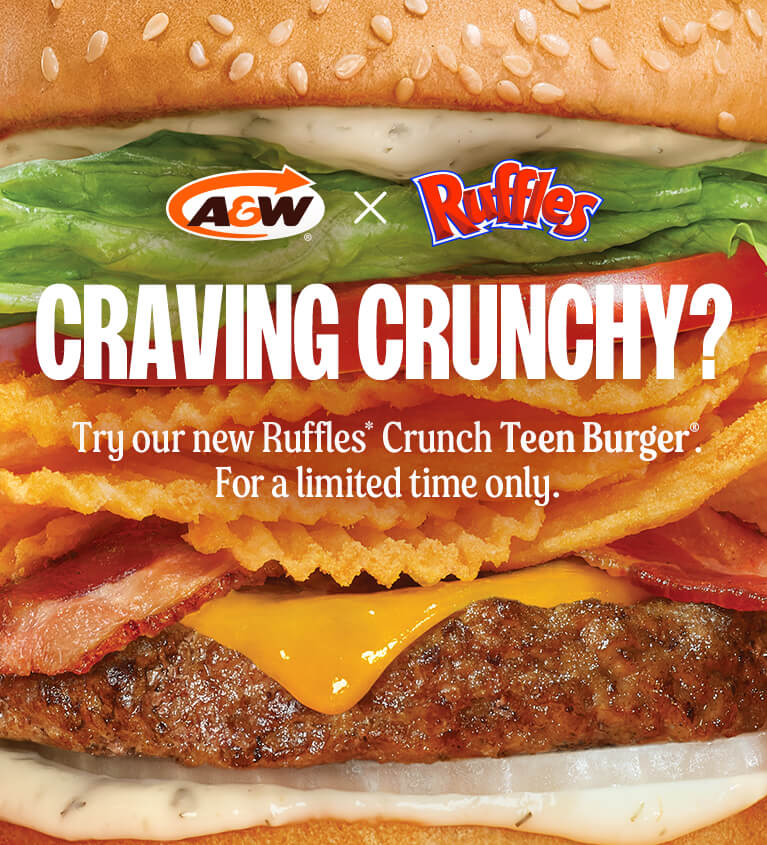 A&W® × Ruffles®
CRAVING CRUNCHY?
Try our new Ruffles* Crunch Teen Burger®.
For a limited time only.